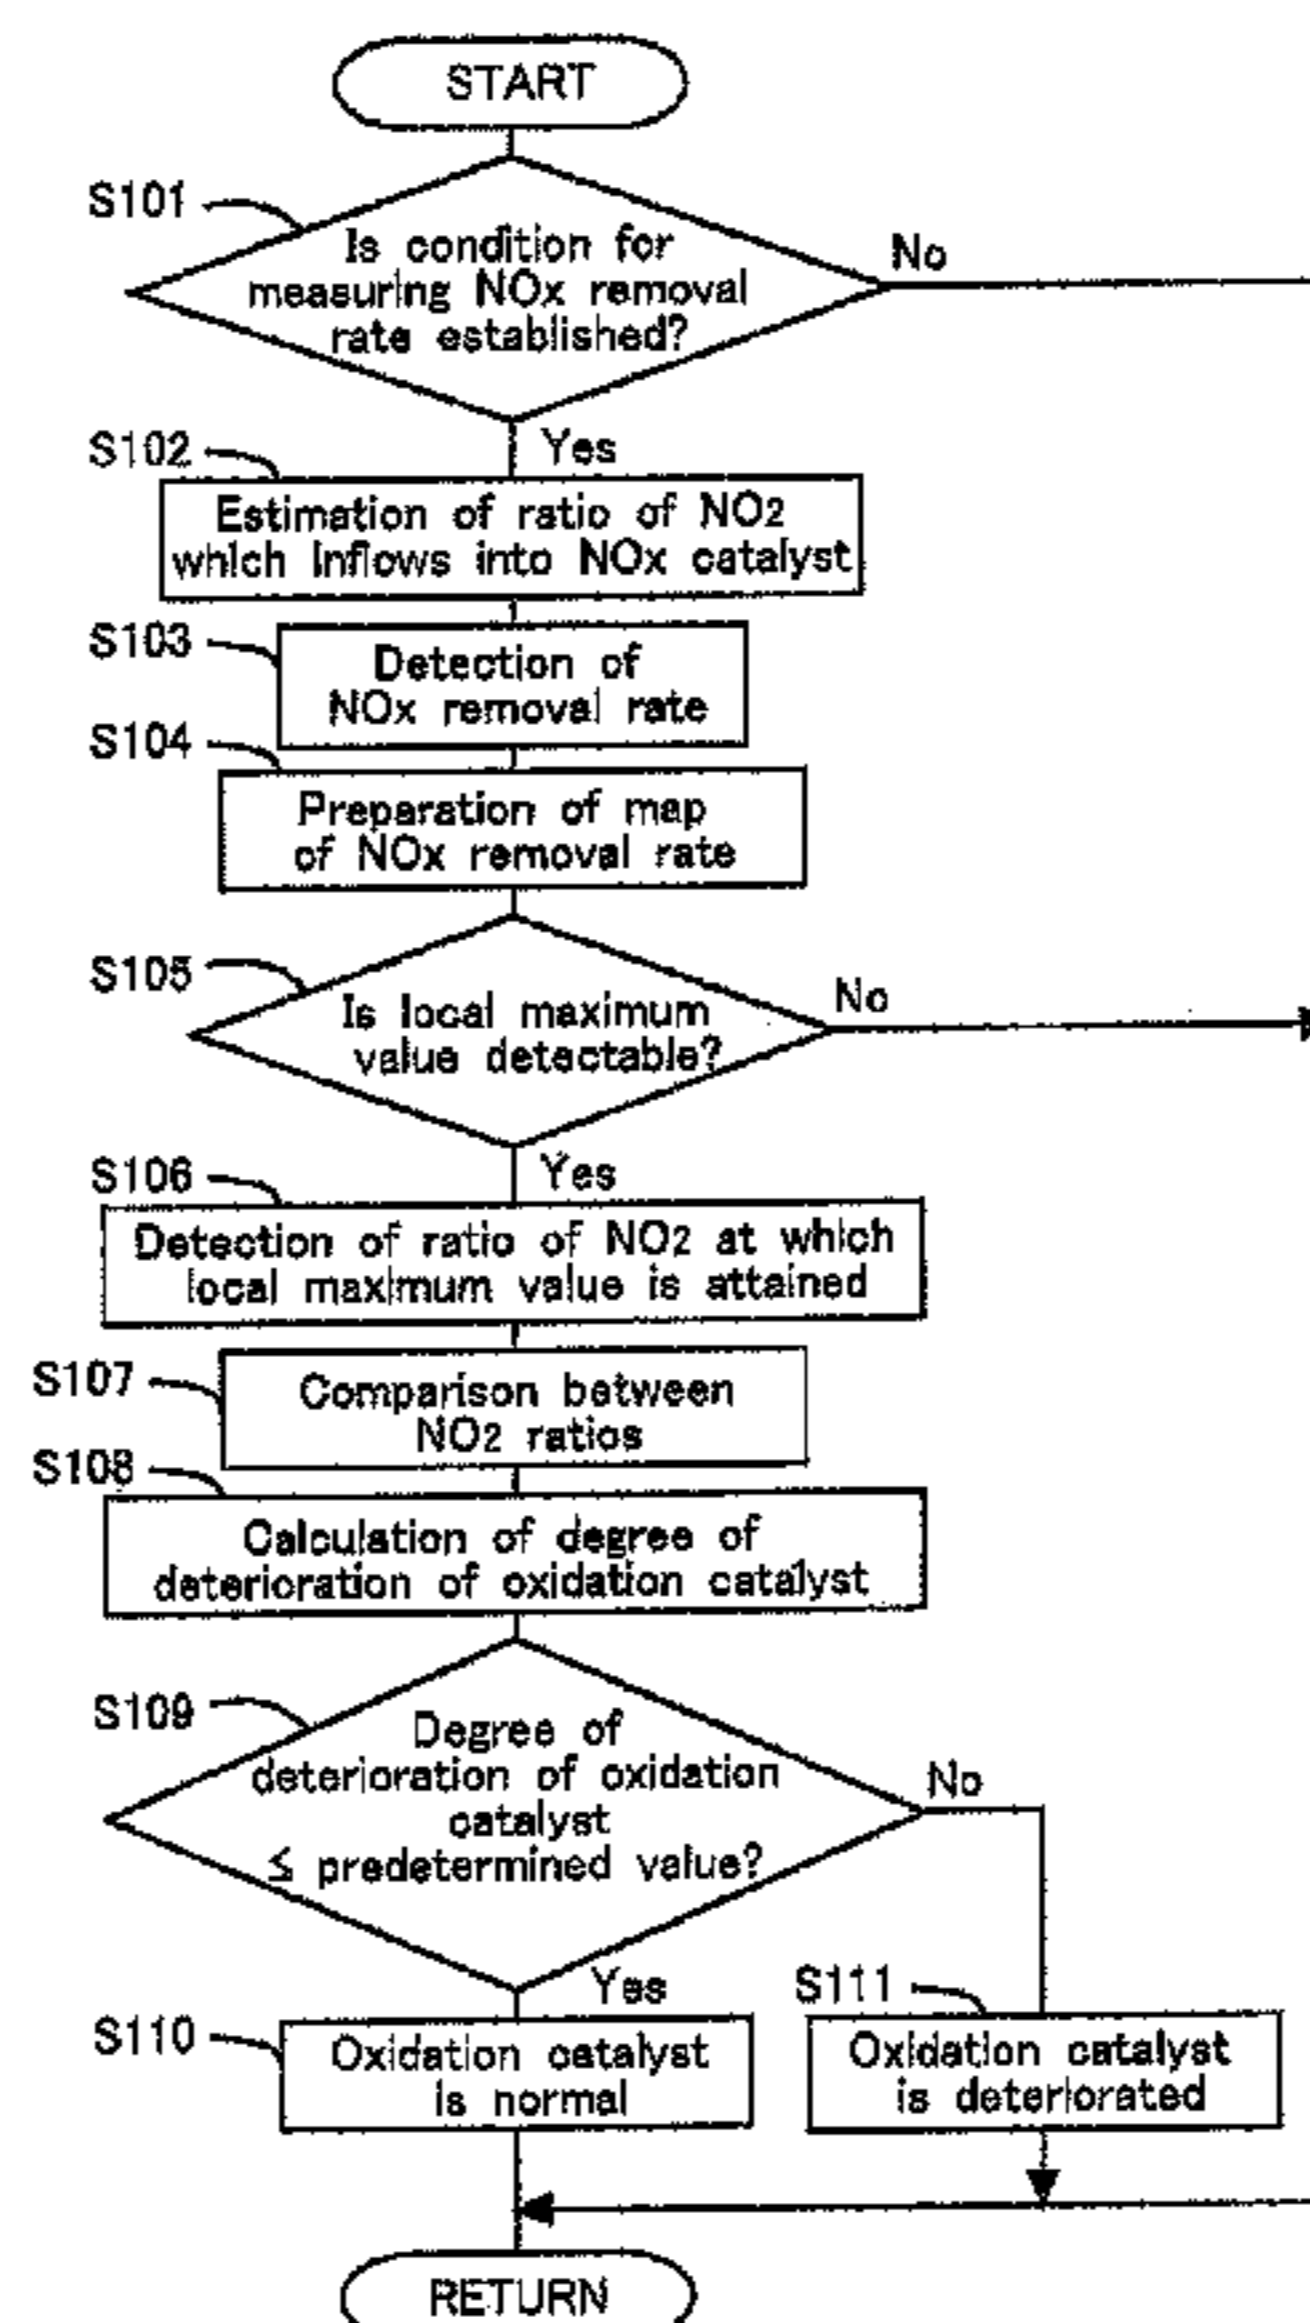 START
S101
Is condition for
measuring NOx removal
rate established?
No
Yes
S102
Estimation of ratio of NO2
which inflows into NOx catalyst
S103
Detection of
NOx removal rate
S104
Preparation of map
of NOx removal rate
S105
Is local maximum
value detectable?
No
Yes
S106
Detection of ratio of NO2 at which
local maximum value is attained
S107
Comparison between
NO2 ratios
S108
Calculation of degree of
deterioration of oxidation catalyst
S109
Degree of
deterioration of oxidation
catalyst
≦ predetermined value?
No
Yes
S110
Oxidation catalyst
is normal
S111
Oxidation catalyst
is deteriorated
RETURN